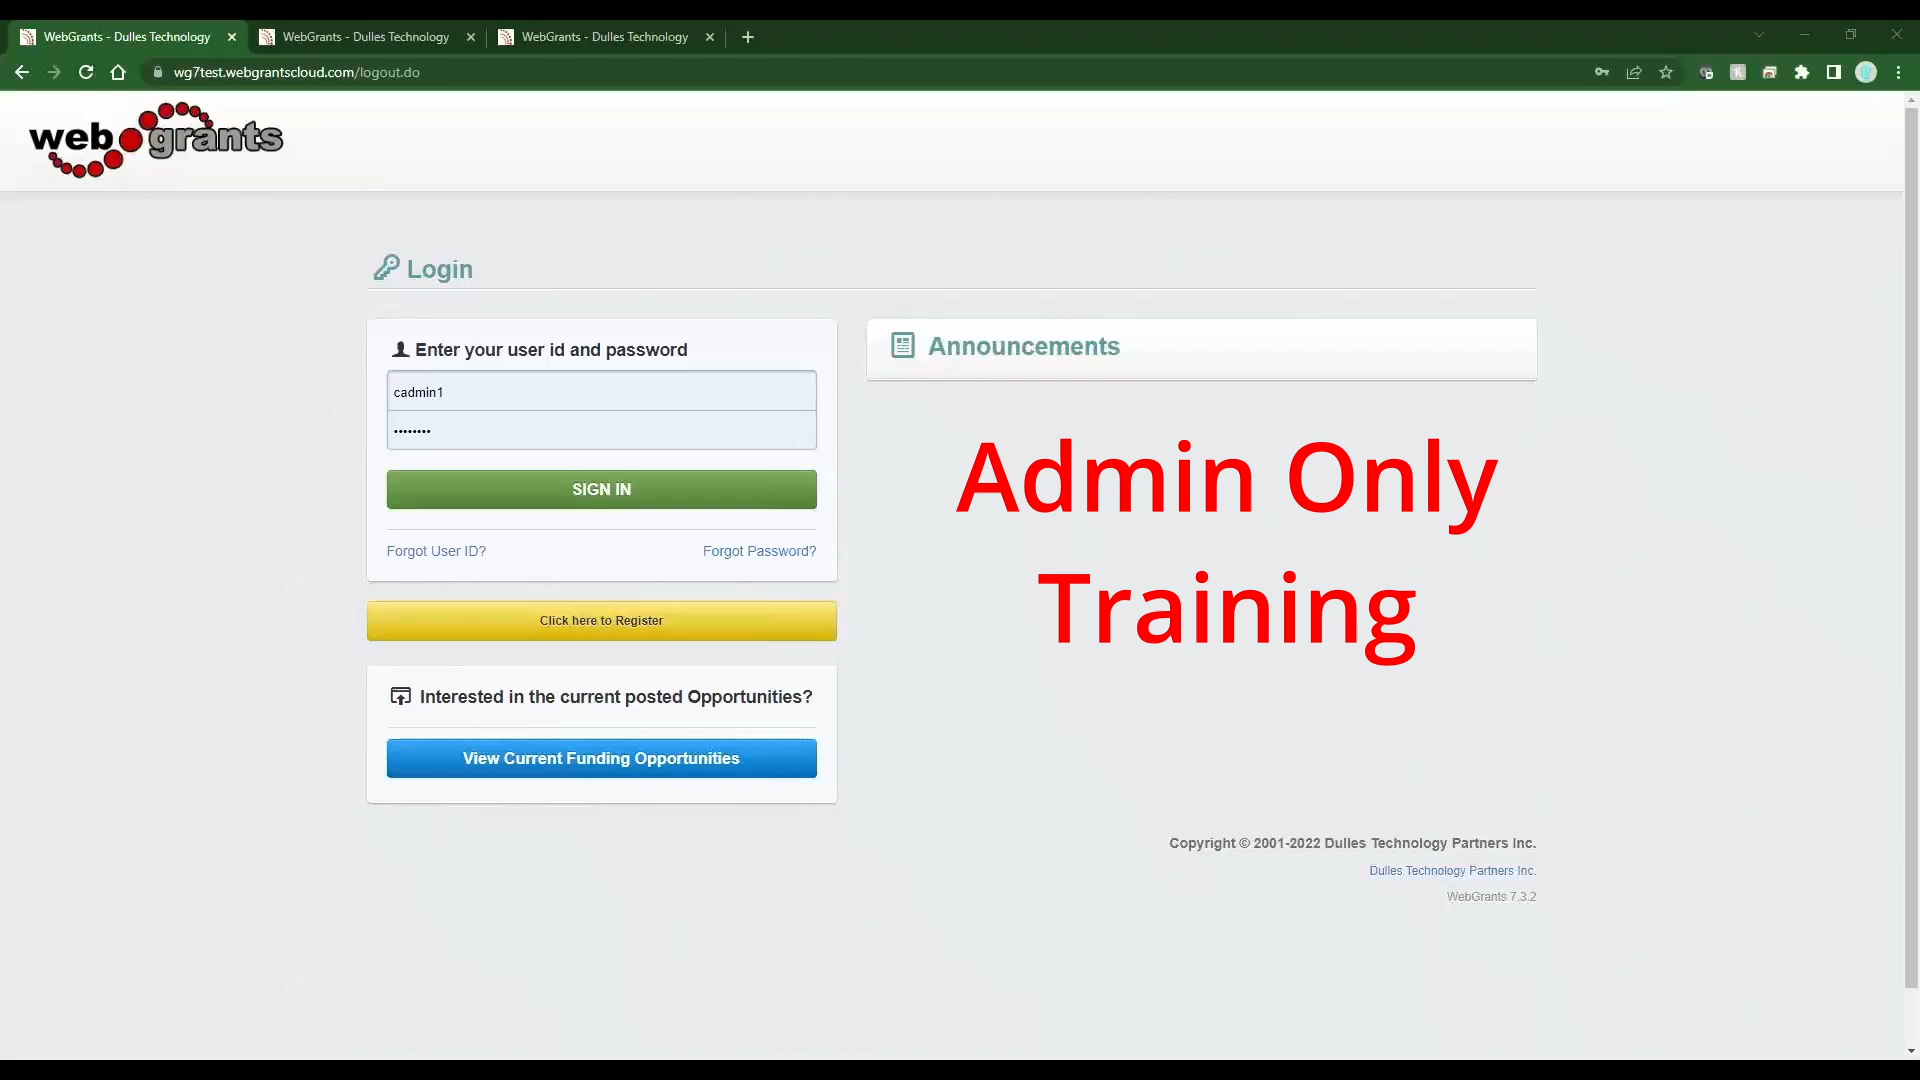 WebGrants - Dulles Technology
WebGrants - Dulles Technology
WebGrants - Dulles Technology
wg7test.webgrantscloud.com/logout.do
web grants
Login
Enter your user id and password
cadmin1
••••••••
SIGN IN
Forgot User ID?
Forgot Password?
Click here to Register
Interested in the current posted Opportunities?
View Current Funding Opportunities
Announcements
Admin Only
Training
Copyright © 2001-2022 Dulles Technology Partners Inc.
Dulles Technology Partners Inc.
WebGrants 7.3.2